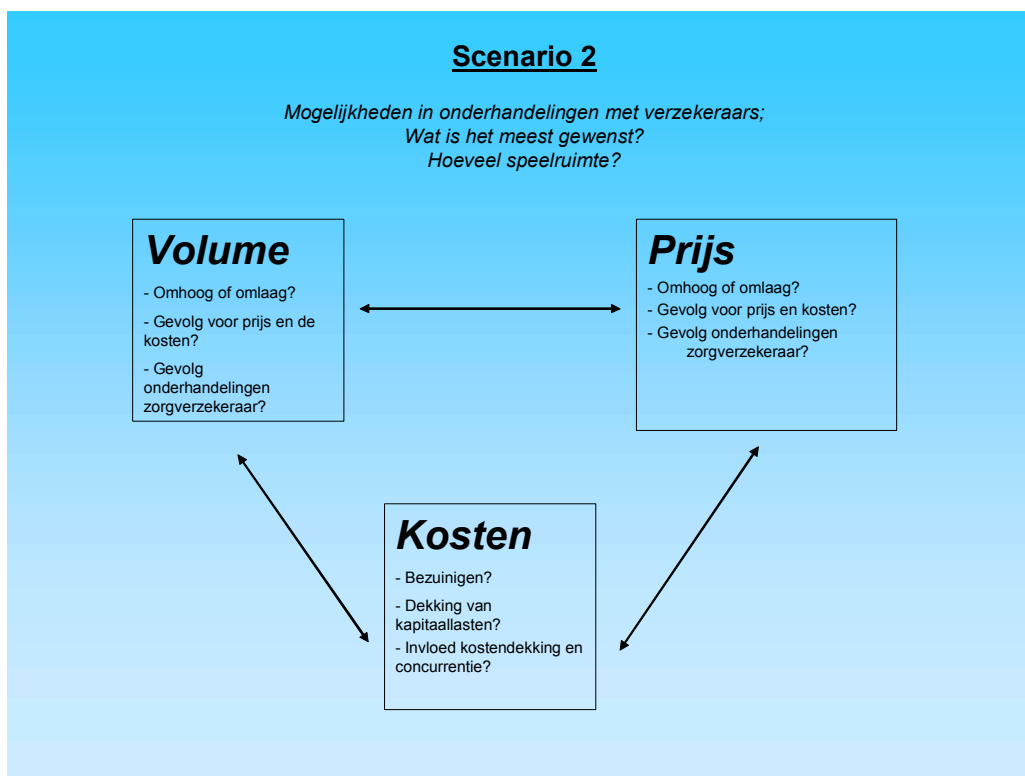 Scenario 2
Mogelijkheden in onderhandelingen met verzekeraars;
Wat is het meest gewenst?
Hoeveel speelruimte?
Volume
- Omhoog of omlaag?
- Gevolg voor prijs en de
kosten?
- Gevolg
onderhandelingen
zorgverzekeraar?
Prijs
- Omhoog of omlaag?
- Gevolg voor prijs en kosten?
- Gevolg onderhandelingen
zorgverzekeraar?
Kosten
- Bezuinigen?
- Dekking van
kapitaallasten?
- Invloed kostendekking en
concurrentie?